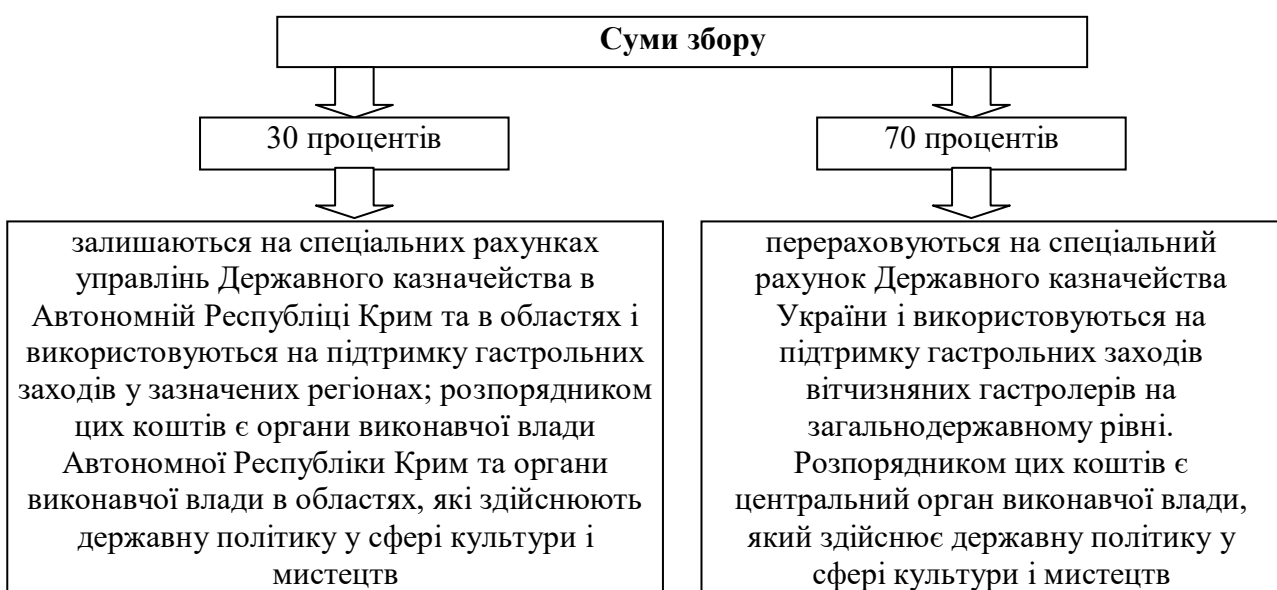 Суми збору
30 процентів
70 процентів
залишаються на спеціальних рахунках
управлінь Державного казначейства в
Автономній Республіці Крим та в областях і
використовуються на підтримку гастрольних
заходів у зазначених регіонах; розпорядником
цих коштів є органи виконавчої влади
Автономної Республіки Крим та органи
виконавчої влади в областях, які здійснюють
державну політику у сфері культури і
мистецтв
перераховуються на спеціальний
рахунок Державного казначейства
України і використовуються на
підтримку гастрольних заходів
вітчизняних гастролерів на
загальнодержавному рівні.
Розпорядником цих коштів є
центральний орган виконавчої влади,
який здійснює державну політику у
сфері культури і мистецтв